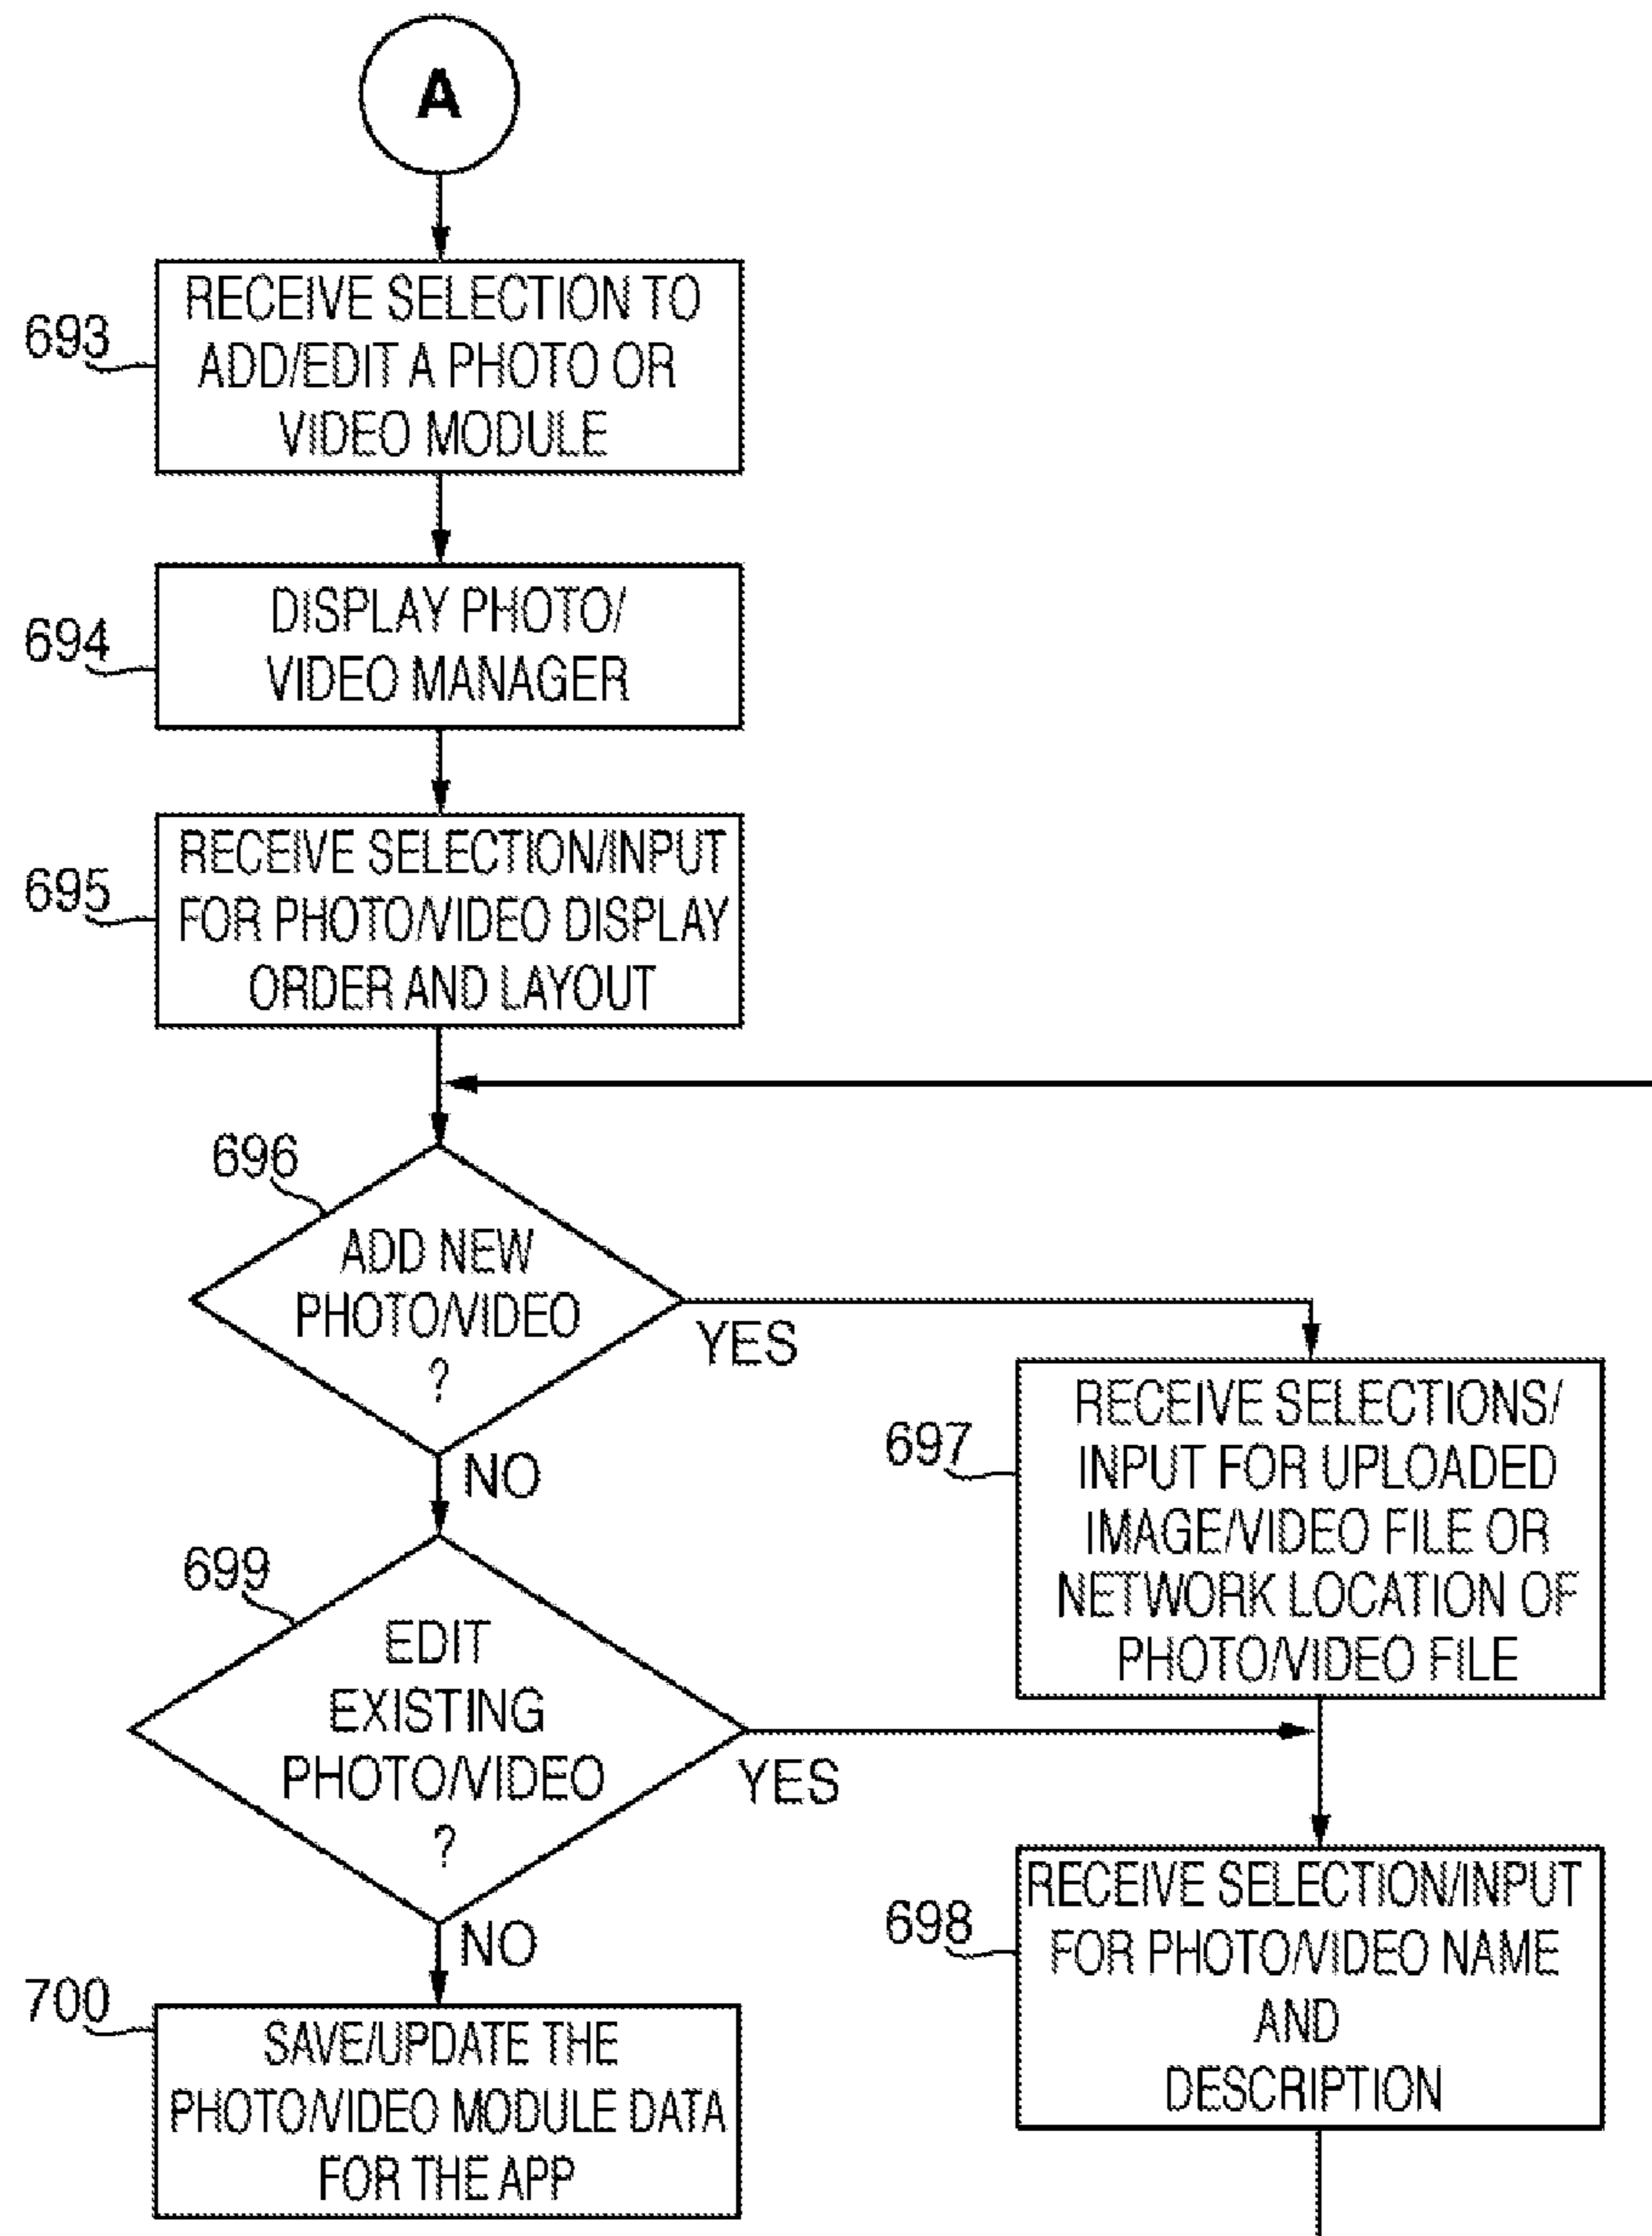 A
693
RECEIVE SELECTION TO
ADD/EDIT A PHOTO OR
VIDEO MODULE
694
DISPLAY PHOTO/
VIDEO MANAGER
695
RECEIVE SELECTION/INPUT
FOR PHOTO/VIDEO DISPLAY
ORDER AND LAYOUT
696
ADD NEW
PHOTO/VIDEO
?
YES
NO
697
RECEIVE SELECTIONS/
INPUT FOR UPLOADED
IMAGE/VIDEO FILE OR
NETWORK LOCATION OF
PHOTO/VIDEO FILE
699
EDIT
EXISTING
PHOTO/VIDEO
?
YES
NO
698
RECEIVE SELECTION/INPUT
FOR PHOTO/VIDEO NAME
AND
DESCRIPTION
700
SAVE/UPDATE THE
PHOTO/VIDEO MODULE DATA
FOR THE APP